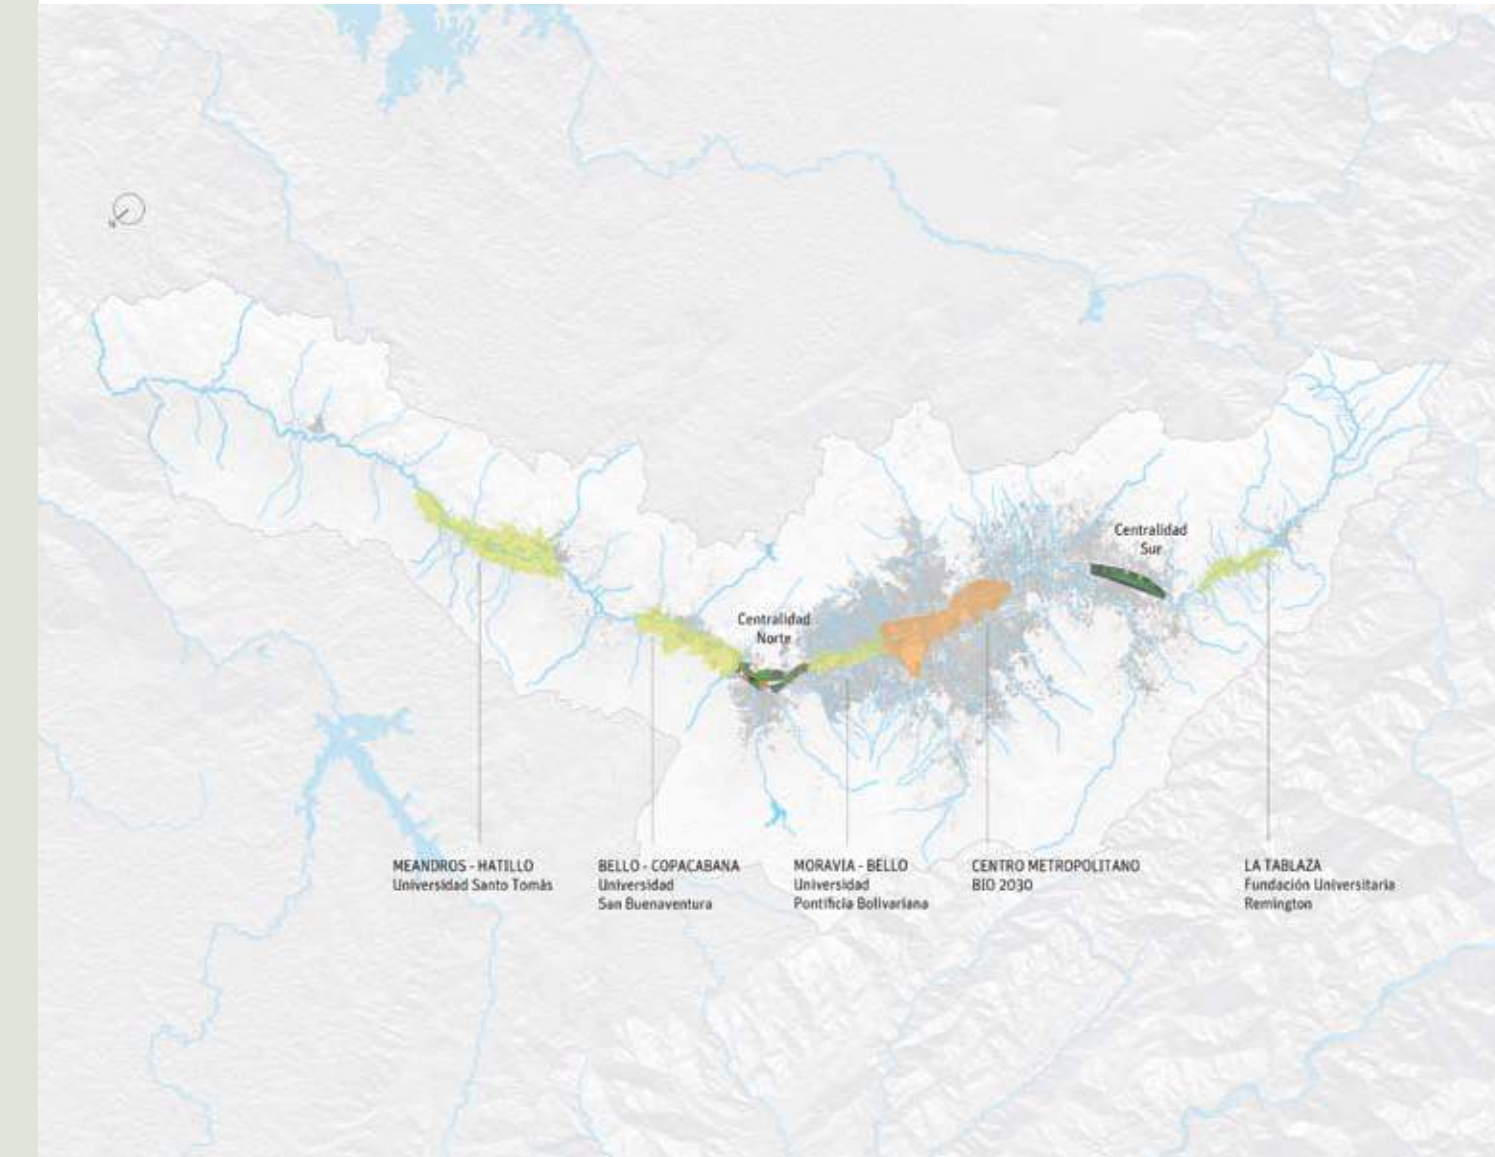 N
Centralidad
Sur
Centralidad
Norte
MEANDROS - HATILLO
Universidad Santo Tomás
BELLO - COPACABANA
Universidad
San Buenaventura
MORAVIA - BELLO
Universidad
Pontificia Bolivariana
CENTRO METROPOLITANO
BIO 2030
LA TABLAZA
Fundación Universitaria
Remington